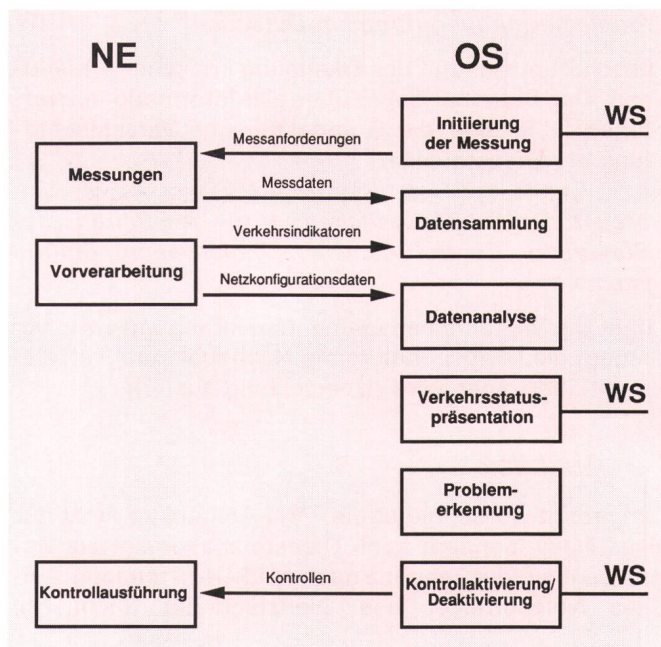 NE
OS
Initiierung
der Messung
WS
Messanforderungen
Messungen
Messdaten
Datensammlung
Verkehrsindikatoren
Vorverarbeitung
Netzkonfigurationsdaten
Datenanalyse
Verkehrsstatus-
präsentation
WS
Problem-
erkennung
Kontrollausführung
Kontrollen
Kontrollaktivierung/
Deaktivierung
WS